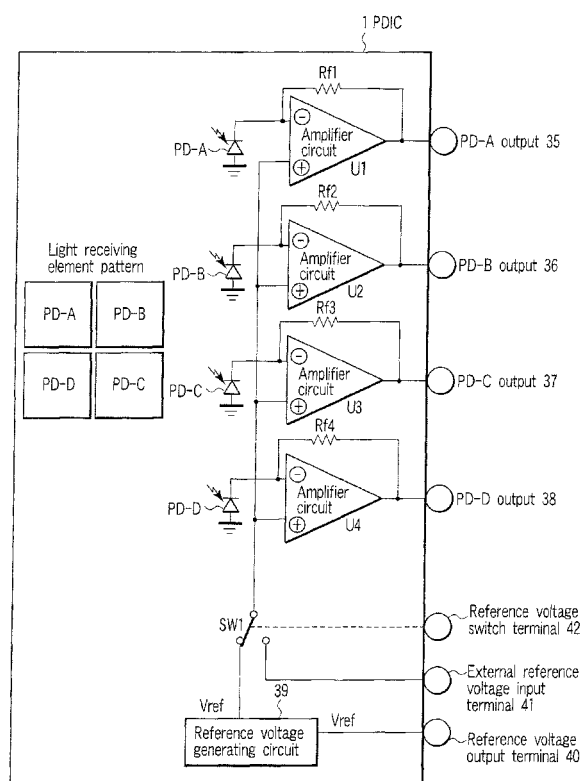 1 PDIC
Rf1
Amplifier
circuit
U1
PD-A
PD-A output 35
Rf2
Amplifier
circuit
U2
PD-B
PD-B output 36
Light receiving
element pattern
PD-A
PD-B
PD-D
PD-C
Rf3
Amplifier
circuit
U3
PD-C
PD-C output 37
Rf4
Amplifier
circuit
U4
PD-D
PD-D output 38
SW1
Reference voltage
switch terminal 42
External reference
voltage input
terminal 41
39
Vref
Reference voltage
generating circuit
Vref
Reference voltage
output terminal 40